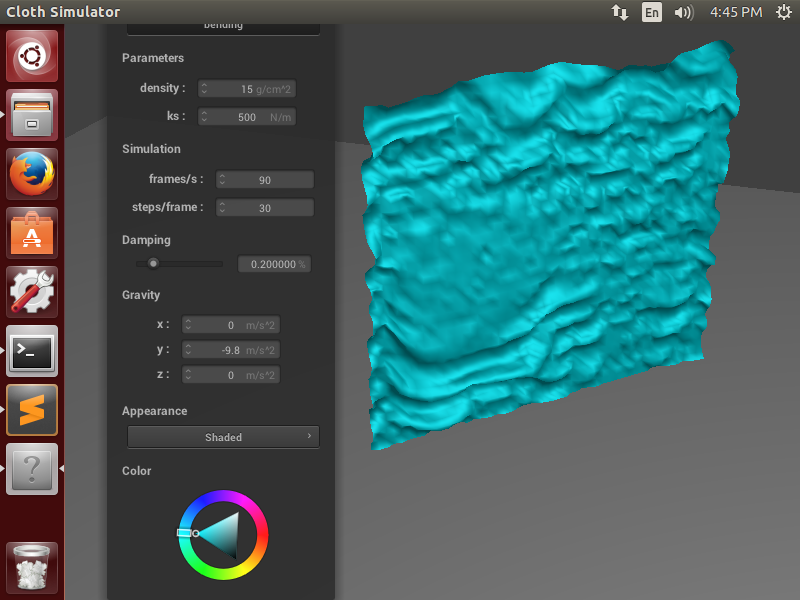 Cloth Simulator
En
4:45 PM
bending
Parameters
density : 15 g/cm^2
ks : 500 N/m
Simulation
frames/s : 90
steps/frame : 30
Damping
0.200000 %
Gravity
x : 0 m/s^2
y : -9.8 m/s^2
z : 0 m/s^2
Appearance
Shaded
Color